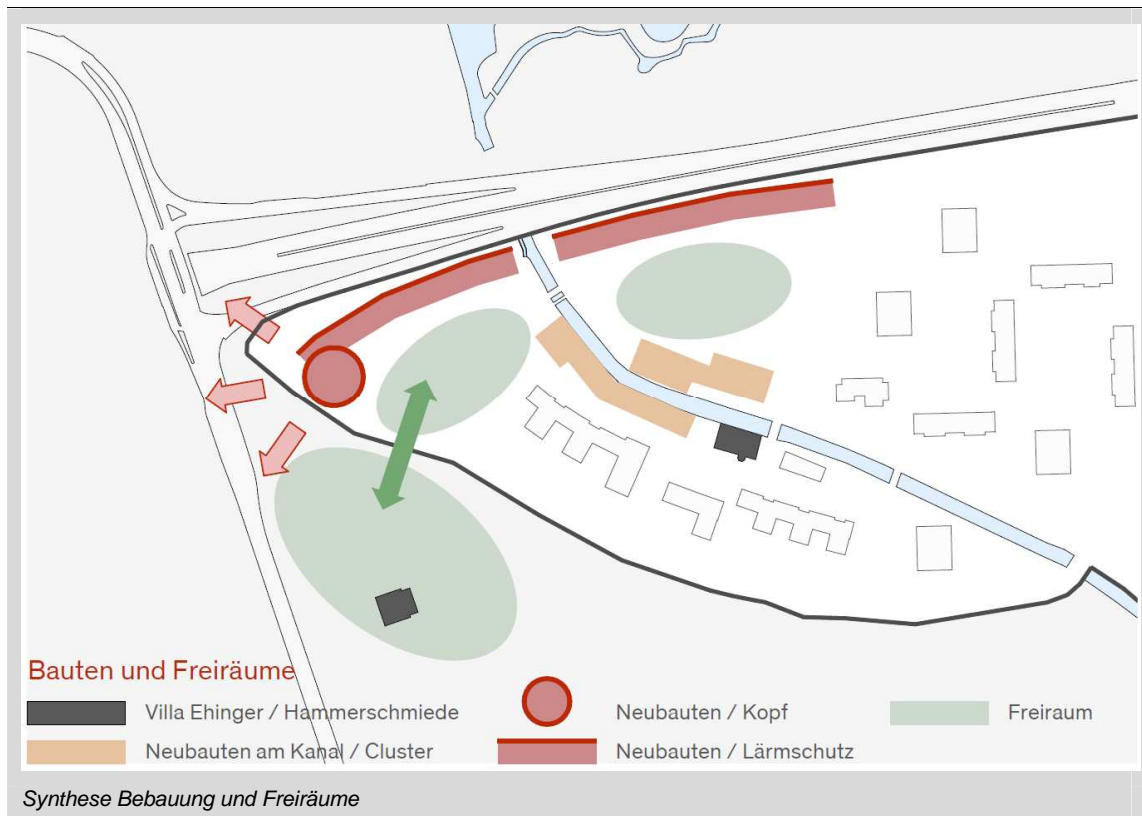 Bauten und Freiräume
Villa Ehinger / Hammerschmiede
Neubauten / Kopf
Freiraum
Neubauten am Kanal / Cluster
Neubauten / Lärmschutz
Synthese Bebauung und Freiräume